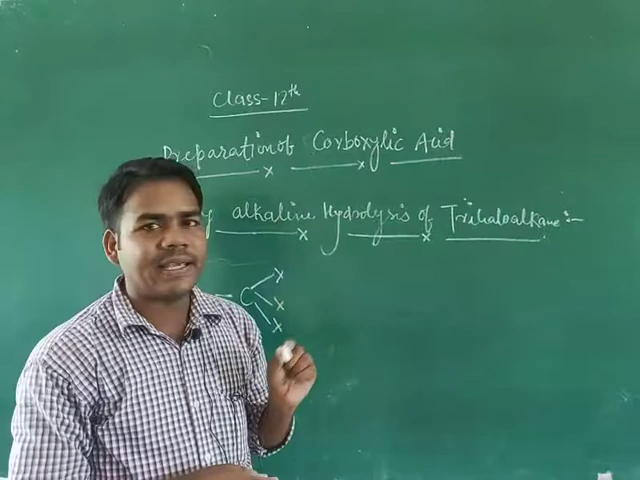 Class-12th
Preparation of Carboxylic Acid
alkaline Hydrolysis of Trihaloalkane:-
X
C X
X